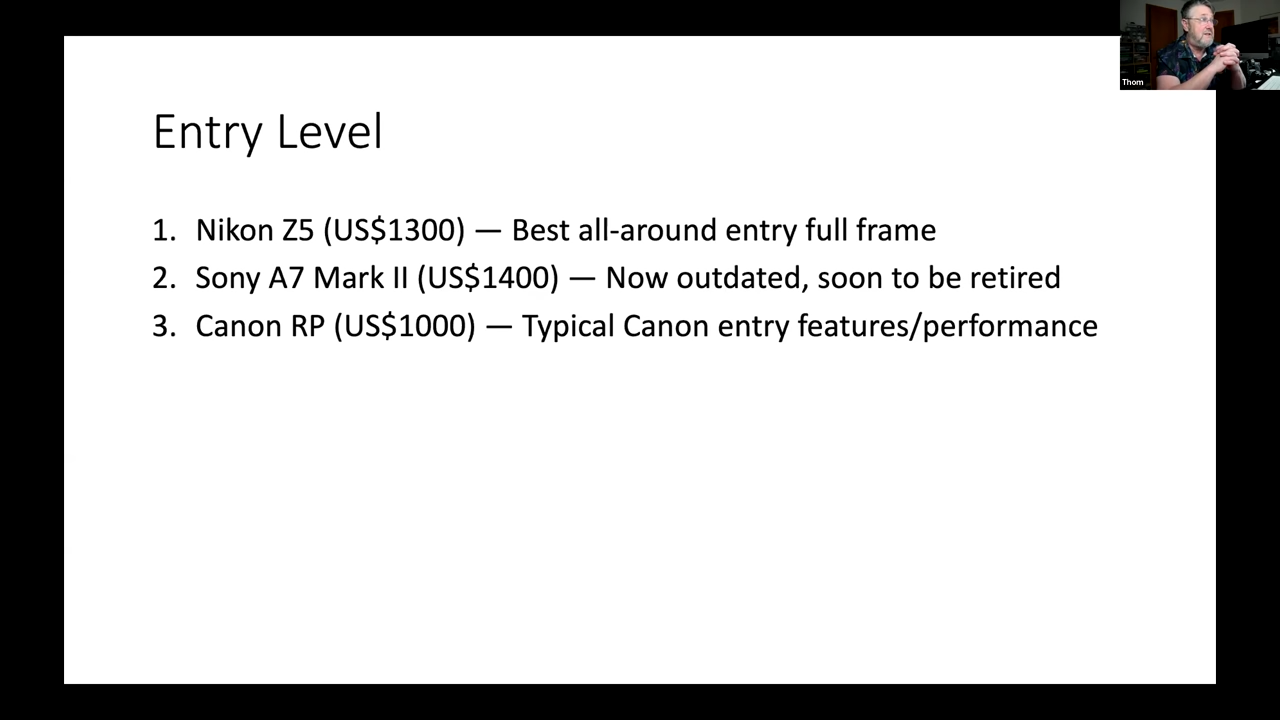 Thom
Entry Level
1. Nikon Z5 (US$1300) — Best all-around entry full frame
2. Sony A7 Mark II (US$1400) — Now outdated, soon to be retired
3. Canon RP (US$1000) — Typical Canon entry features/performance